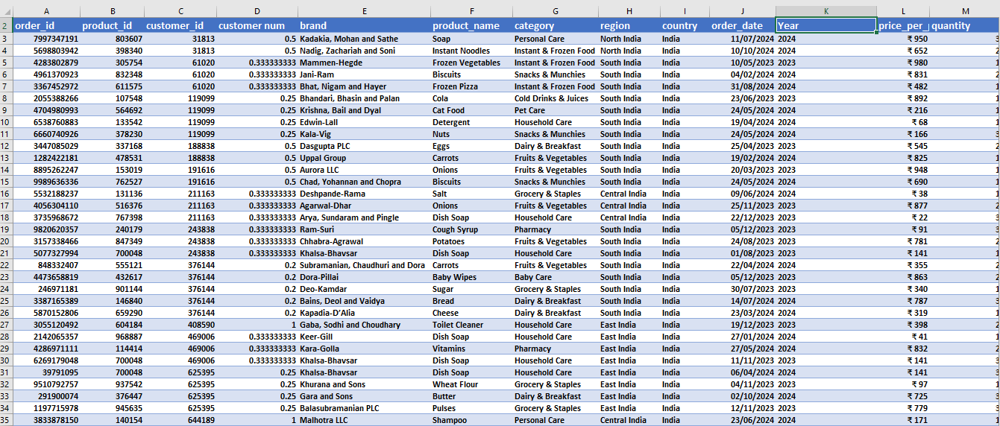 A B C D E F G H I J K L M
2 order_id product_id customer_id customer num brand product_name category region country order_date Year price_per_ quantity
3 7997347191 803607 31813 0.5 Kadakia, Mohan and Sathe Soap Personal Care North India India 11/07/2024 2024 ₹ 950 3
4 5698803942 398340 31813 0.5 Nadig, Zachariah and Soni Instant Noodles Instant & Frozen Food North India India 10/10/2024 2024 ₹ 652 2
5 4283802879 305754 61020 0.333333333 Mammen-Hegde Frozen Vegetables Instant & Frozen Food South India India 10/05/2023 2023 ₹ 980 1
6 4961370923 832348 61020 0.333333333 Jani-Ram Biscuits Snacks & Munchies South India India 04/02/2024 2024 ₹ 831 2
7 3367452972 611575 61020 0.333333333 Bhat, Nigam and Hayer Frozen Pizza Instant & Frozen Food South India India 31/08/2024 2024 ₹ 482 1
8 2055388266 107548 119099 0.25 Bhandari, Bhasin and Palan Cola Cold Drinks & Juices South India India 23/06/2023 2023 ₹ 892 1
9 4704980993 564692 119099 0.25 Krishna, Bail and Dyal Cat Food Pet Care South India India 24/05/2024 2024 ₹ 216 1
10 6538760883 133542 119099 0.25 Edwin-Lall Detergent Household Care South India India 19/04/2024 2024 ₹ 68 1
11 6660740926 378230 119099 0.25 Kala-Vig Nuts Snacks & Munchies South India India 24/05/2024 2024 ₹ 166 3
12 3447085029 337168 188838 0.5 Dasgupta PLC Eggs Dairy & Breakfast South India India 25/04/2023 2023 ₹ 545 2
13 1282422181 478531 188838 0.5 Uppal Group Carrots Fruits & Vegetables South India India 19/02/2024 2024 ₹ 825 1
14 8895262247 153019 191616 0.5 Aurora LLC Onions Fruits & Vegetables South India India 20/03/2023 2023 ₹ 948 1
15 9989636336 762527 191616 0.5 Chad, Yohannan and Chopra Biscuits Snacks & Munchies South India India 24/05/2024 2024 ₹ 690 1
16 5532188237 131136 211163 0.333333333 Deshpande-Rama Salt Grocery & Staples Central India India 09/06/2024 2024 ₹ 38 1
17 4056304110 516376 211163 0.333333333 Agarwal-Dhar Onions Fruits & Vegetables Central India India 25/11/2023 2023 ₹ 877 2
18 3735968672 767398 211163 0.333333333 Arya, Sundaram and Pingle Dish Soap Household Care Central India India 22/12/2023 2023 ₹ 22 3
19 9820620357 240179 243838 0.333333333 Ram-Suri Cough Syrup Pharmacy South India India 05/12/2023 2023 ₹ 91 3
20 3157338466 847349 243838 0.333333333 Chhabra-Agrawal Potatoes Fruits & Vegetables South India India 24/08/2023 2023 ₹ 781 2
21 5077327994 700048 243838 0.333333333 Khalsa-Bhavsar Dish Soap Household Care South India India 01/08/2023 2023 ₹ 141 1
22 848332407 555121 376144 0.2 Subramanian, Chaudhuri and Dora Carrots Fruits & Vegetables South India India 22/04/2024 2024 ₹ 355 2
23 4473658819 432617 376144 0.2 Dora-Pillai Baby Wipes Baby Care South India India 05/12/2023 2023 ₹ 863 2
24 246971181 901144 376144 0.2 Deo-Kamdar Sugar Grocery & Staples South India India 30/07/2023 2023 ₹ 340 1
25 3387165389 146840 376144 0.2 Bains, Deol and Vaidya Bread Dairy & Breakfast South India India 14/07/2024 2024 ₹ 787 3
26 5870152806 659290 376144 0.2 Kapadia-D’Alia Cheese Dairy & Breakfast South India India 23/03/2024 2024 ₹ 319 1
27 3055120492 604184 408590 1 Gaba, Sodhi and Choudhary Toilet Cleaner Household Care East India India 19/12/2023 2023 ₹ 398 2
28 2142065357 968887 469006 0.333333333 Keer-Gill Dish Soap Household Care East India India 27/01/2024 2024 ₹ 41 1
29 4286971111 114414 469006 0.333333333 Kara-Golla Vitamins Pharmacy East India India 27/05/2024 2024 ₹ 832 2
30 6269179048 700048 469006 0.333333333 Khalsa-Bhavsar Dish Soap Household Care East India India 11/11/2023 2023 ₹ 141 3
31 39791095 700048 625395 0.25 Khalsa-Bhavsar Dish Soap Household Care East India India 06/04/2024 2024 ₹ 141 3
32 9510792757 937542 625395 0.25 Khurana and Sons Wheat Flour Grocery & Staples East India India 04/11/2023 2023 ₹ 97 1
33 291900074 376447 625395 0.25 Gara and Sons Butter Dairy & Breakfast East India India 02/10/2024 2024 ₹ 725 3
34 1197715978 945635 625395 0.25 Balasubramanian PLC Pulses Grocery & Staples East India India 12/11/2023 2023 ₹ 779 3
35 3833878150 140154 644189 1 Malhotra LLC Shampoo Personal Care Central India India 23/06/2024 2024 ₹ 171 3